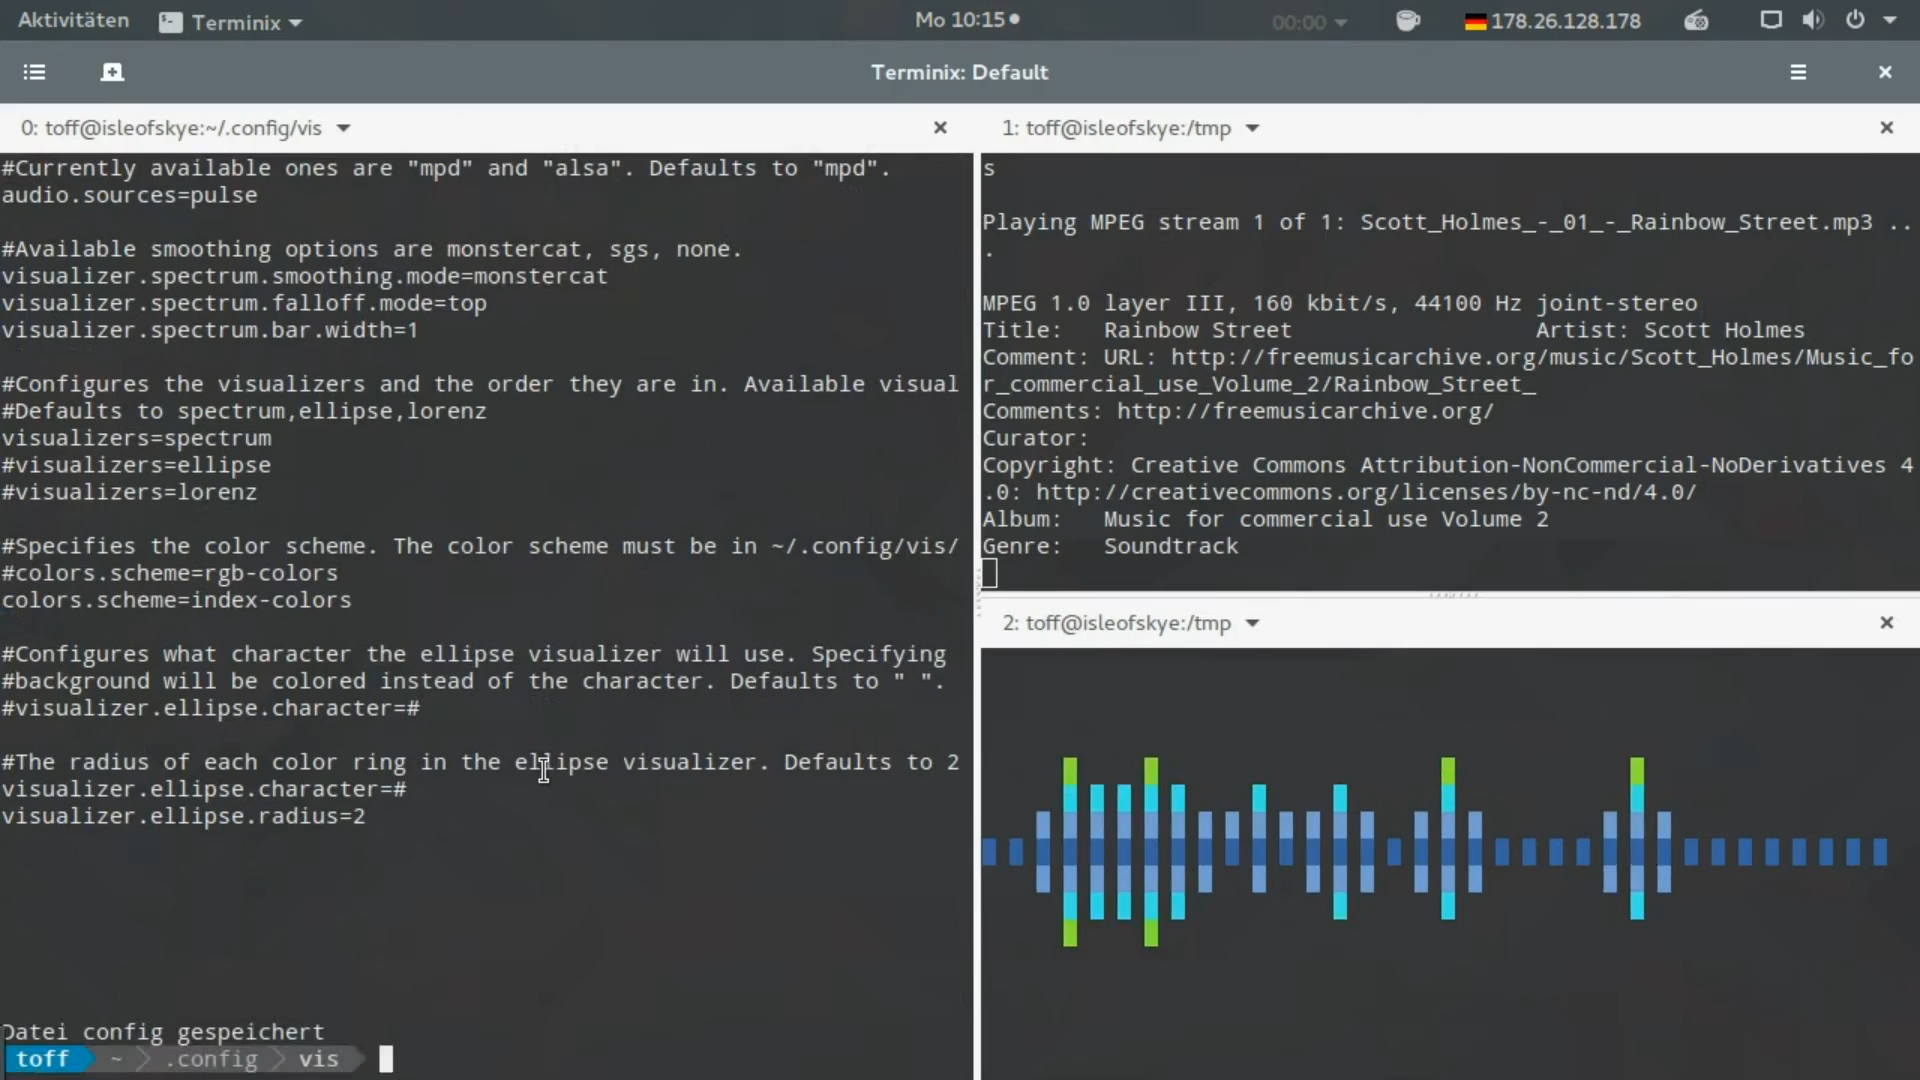 Aktivitäten
Terminix
Mo 10:15
00:00
178.26.128.178
Terminix: Default
0: toff@isleofskye:~/.config/vis
#Currently available ones are "mpd" and "alsa". Defaults to "mpd".
audio.sources=pulse
#Available smoothing options are monstercat, sgs, none.
visualizer.spectrum.smoothing.mode=monstercat
visualizer.spectrum.falloff.mode=top
visualizer.spectrum.bar.width=1
#Configures the visualizers and the order they are in. Available visual
#Defaults to spectrum,ellipse,lorenz
visualizers=spectrum
#visualizers=ellipse
#visualizers=lorenz
#Specifies the color scheme. The color scheme must be in ~/.config/vis/
#colors.scheme=rgb-colors
colors.scheme=index-colors
#Configures what character the ellipse visualizer will use. Specifying
#background will be colored instead of the character. Defaults to " ".
#visualizer.ellipse.character=#
#The radius of each color ring in the ellipse visualizer. Defaults to 2
visualizer.ellipse.character=#
visualizer.ellipse.radius=2
Datei config gespeichert
toff ~ .config vis
1: toff@isleofskye:/tmp
s
Playing MPEG stream 1 of 1: Scott_Holmes_-_01_-_Rainbow_Street.mp3 ..
.
MPEG 1.0 layer III, 160 kbit/s, 44100 Hz joint-stereo
Title: Rainbow Street Artist: Scott Holmes
Comment: URL: http://freemusicarchive.org/music/Scott_Holmes/Music_fo
r_commercial_use_Volume_2/Rainbow_Street_
Comments: http://freemusicarchive.org/
Curator:
Copyright: Creative Commons Attribution-NonCommercial-NoDerivatives 4
.0: http://creativecommons.org/licenses/by-nc-nd/4.0/
Album: Music for commercial use Volume 2
Genre: Soundtrack
2: toff@isleofskye:/tmp